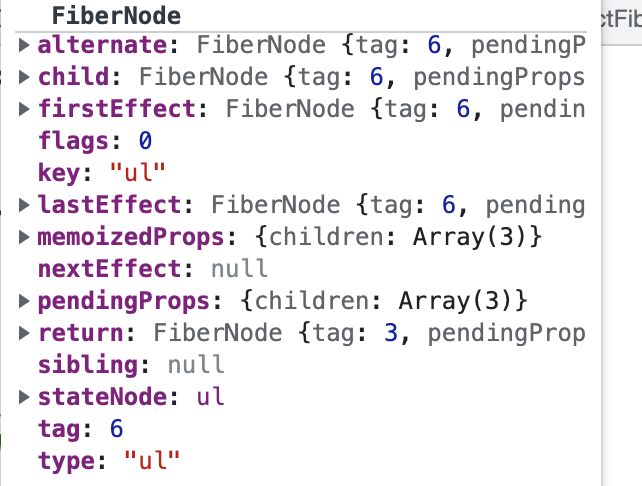 FiberNode
ctFib
alternate: FiberNode {tag: 6, pendingP
child: FiberNode {tag: 6, pendingProps
firstEffect: FiberNode {tag: 6, pendin
flags: 0
key: "ul"
lastEffect: FiberNode {tag: 6, pending
memoizedProps: {children: Array(3)}
nextEffect: null
pendingProps: {children: Array(3)}
return: FiberNode {tag: 3, pendingProp
sibling: null
stateNode: ul
tag: 6
type: "ul"